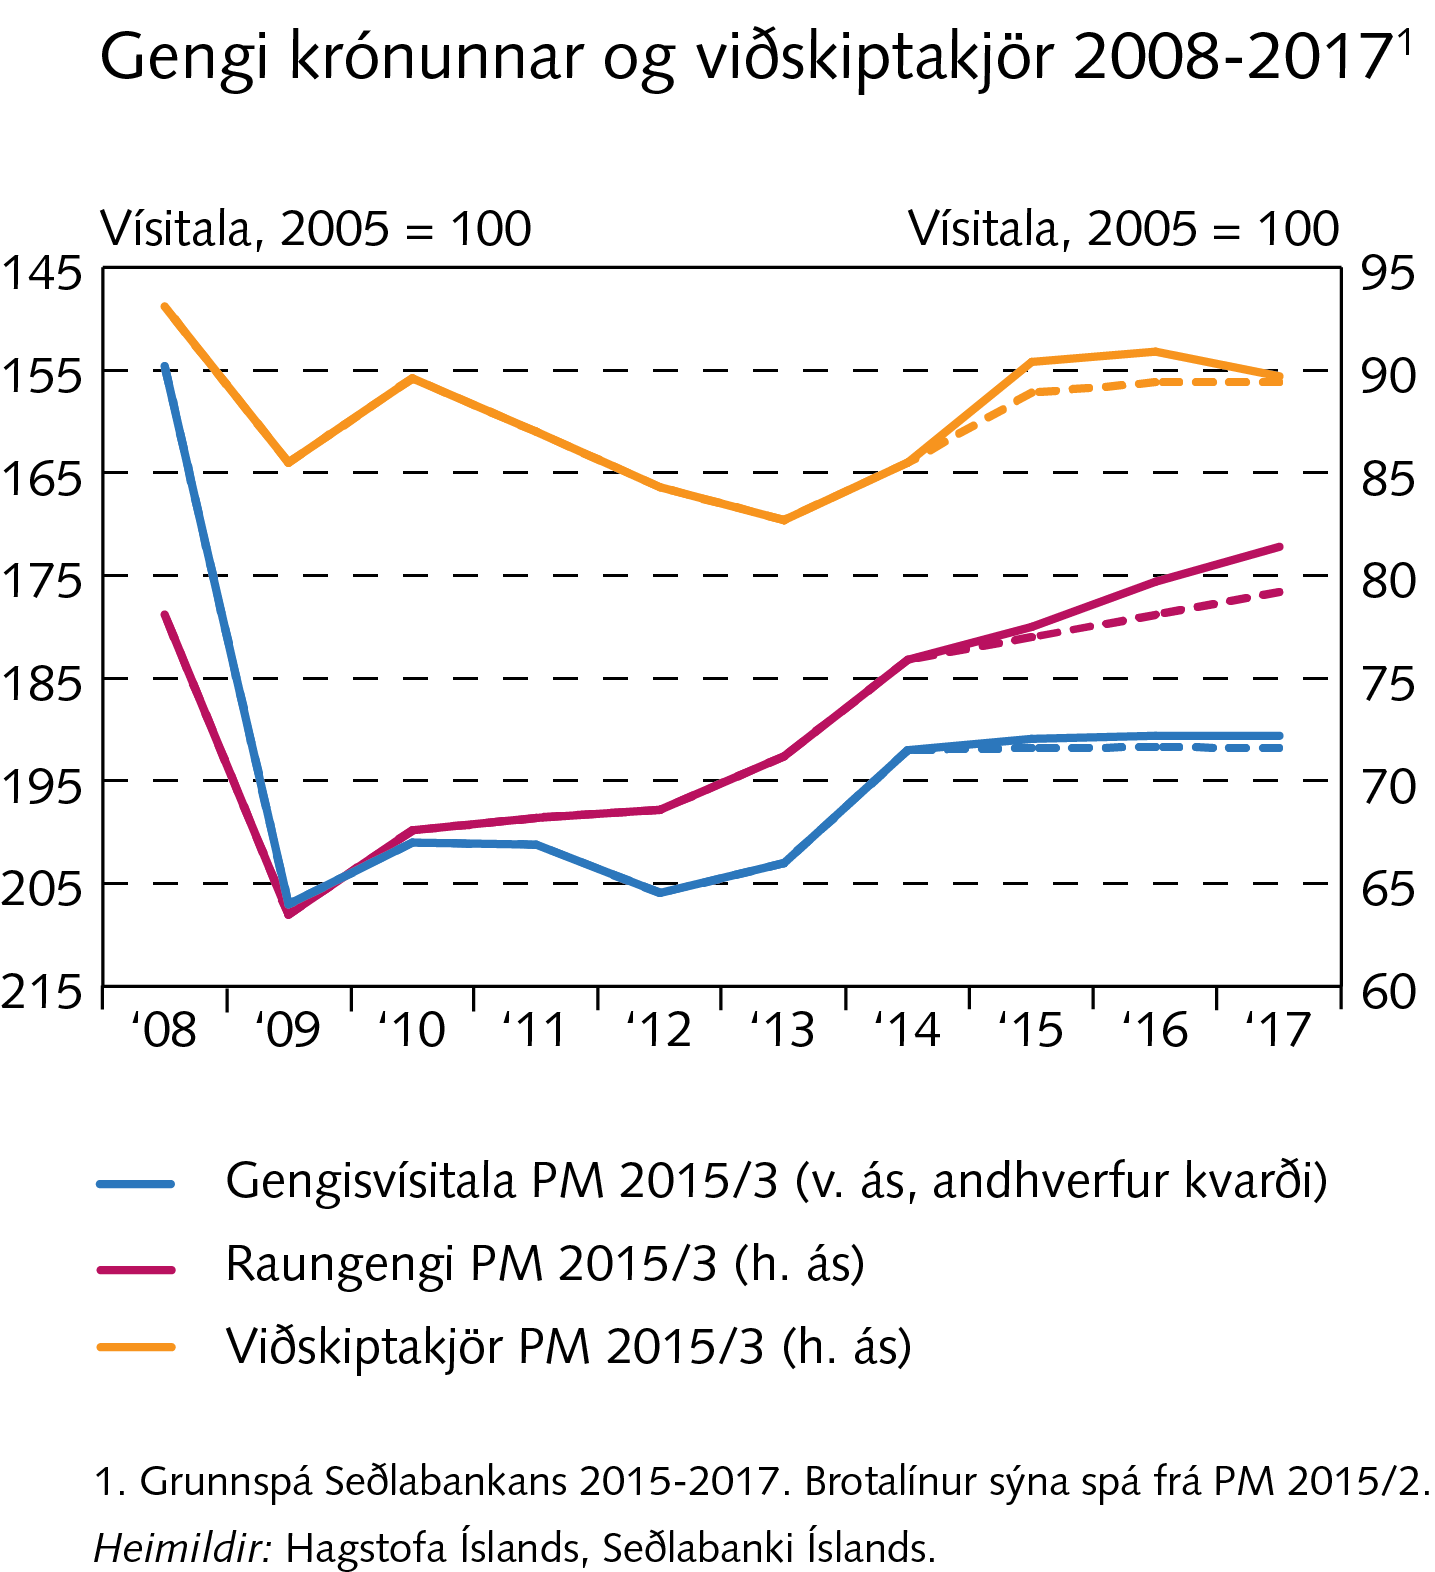 Gengi krónunnar og viðskiptakjör 2008-2017¹
Vísitala, 2005 = 100 Vísitala, 2005 = 100
145 95
155 90
165 85
175 80
185 75
195 70
205 65
215 60
‘08 ‘09 ‘10 ‘11 ‘12 ‘13 ‘14 ‘15 ‘16 ‘17
Gengisvísitala PM 2015/3 (v. ás, andhverfur kvarði)
Raungengi PM 2015/3 (h. ás)
Viðskiptakjör PM 2015/3 (h. ás)
1. Grunnspá Seðlabankans 2015-2017. Brotalínur sýna spá frá PM 2015/2.
Heimildir: Hagstofa Íslands, Seðlabanki Íslands.